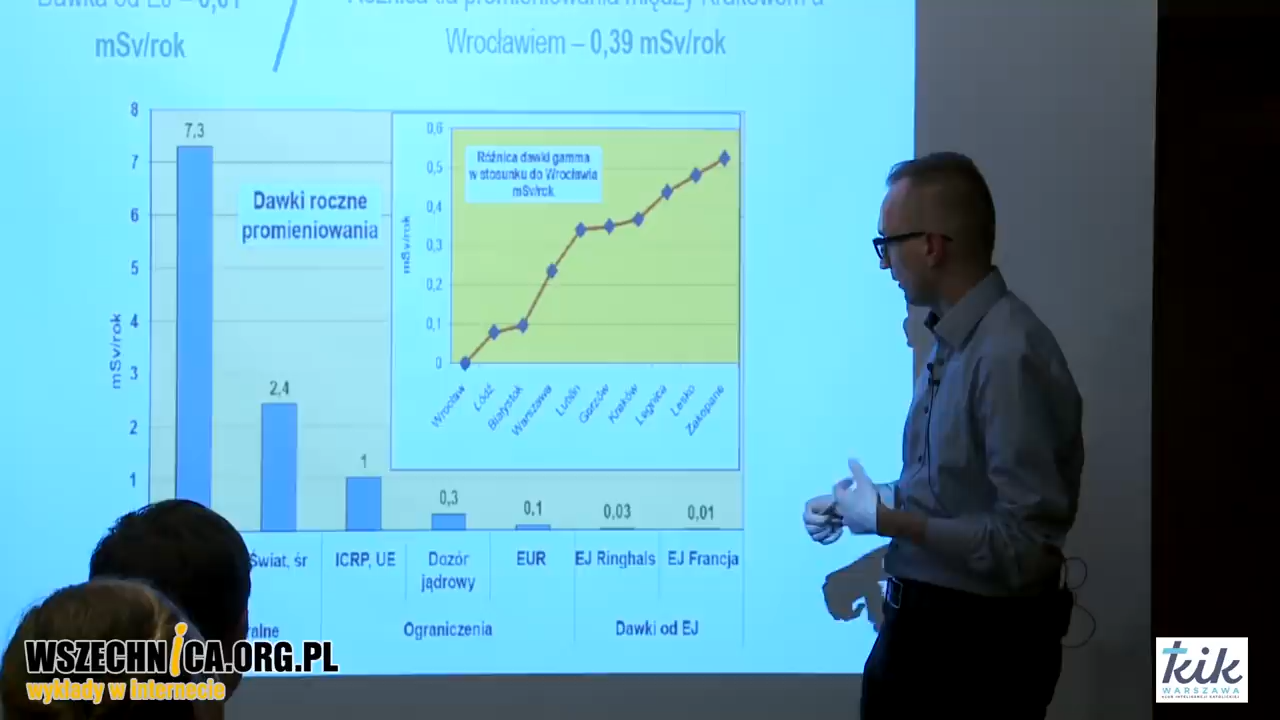 Dawka od EJ – 0,01
mSv/rok
Różnica tła promieniowania między Krakowem a
Wrocławiem – 0,39 mSv/rok
8
7
6
5
4
3
2
1
mSv/rok
Dawki roczne
promieniowania
7,3
2,4
1
0,3
0,1
0,03
0,01
0,6
0,5
0,4
0,3
0,2
0,1
0
mSv/rok
Różnica dawki gamma
w stosunku do Wrocławia
mSv/rok
Wrocław
Łódź
Białystok
Warszawa
Lublin
Gorzów
Kraków
Legnica
Lesko
Zakopane
Świat, śr
ICRP, UE
Dozór
jądrowy
EUR
EJ Ringhals
EJ Francja
Ograniczenia
Dawki od EJ
WSZECHNICA.ORG.PL
wykłady w internecie
kik
WARSZAWA
KLUB INTELIGENCJI KATOLICKIEJ